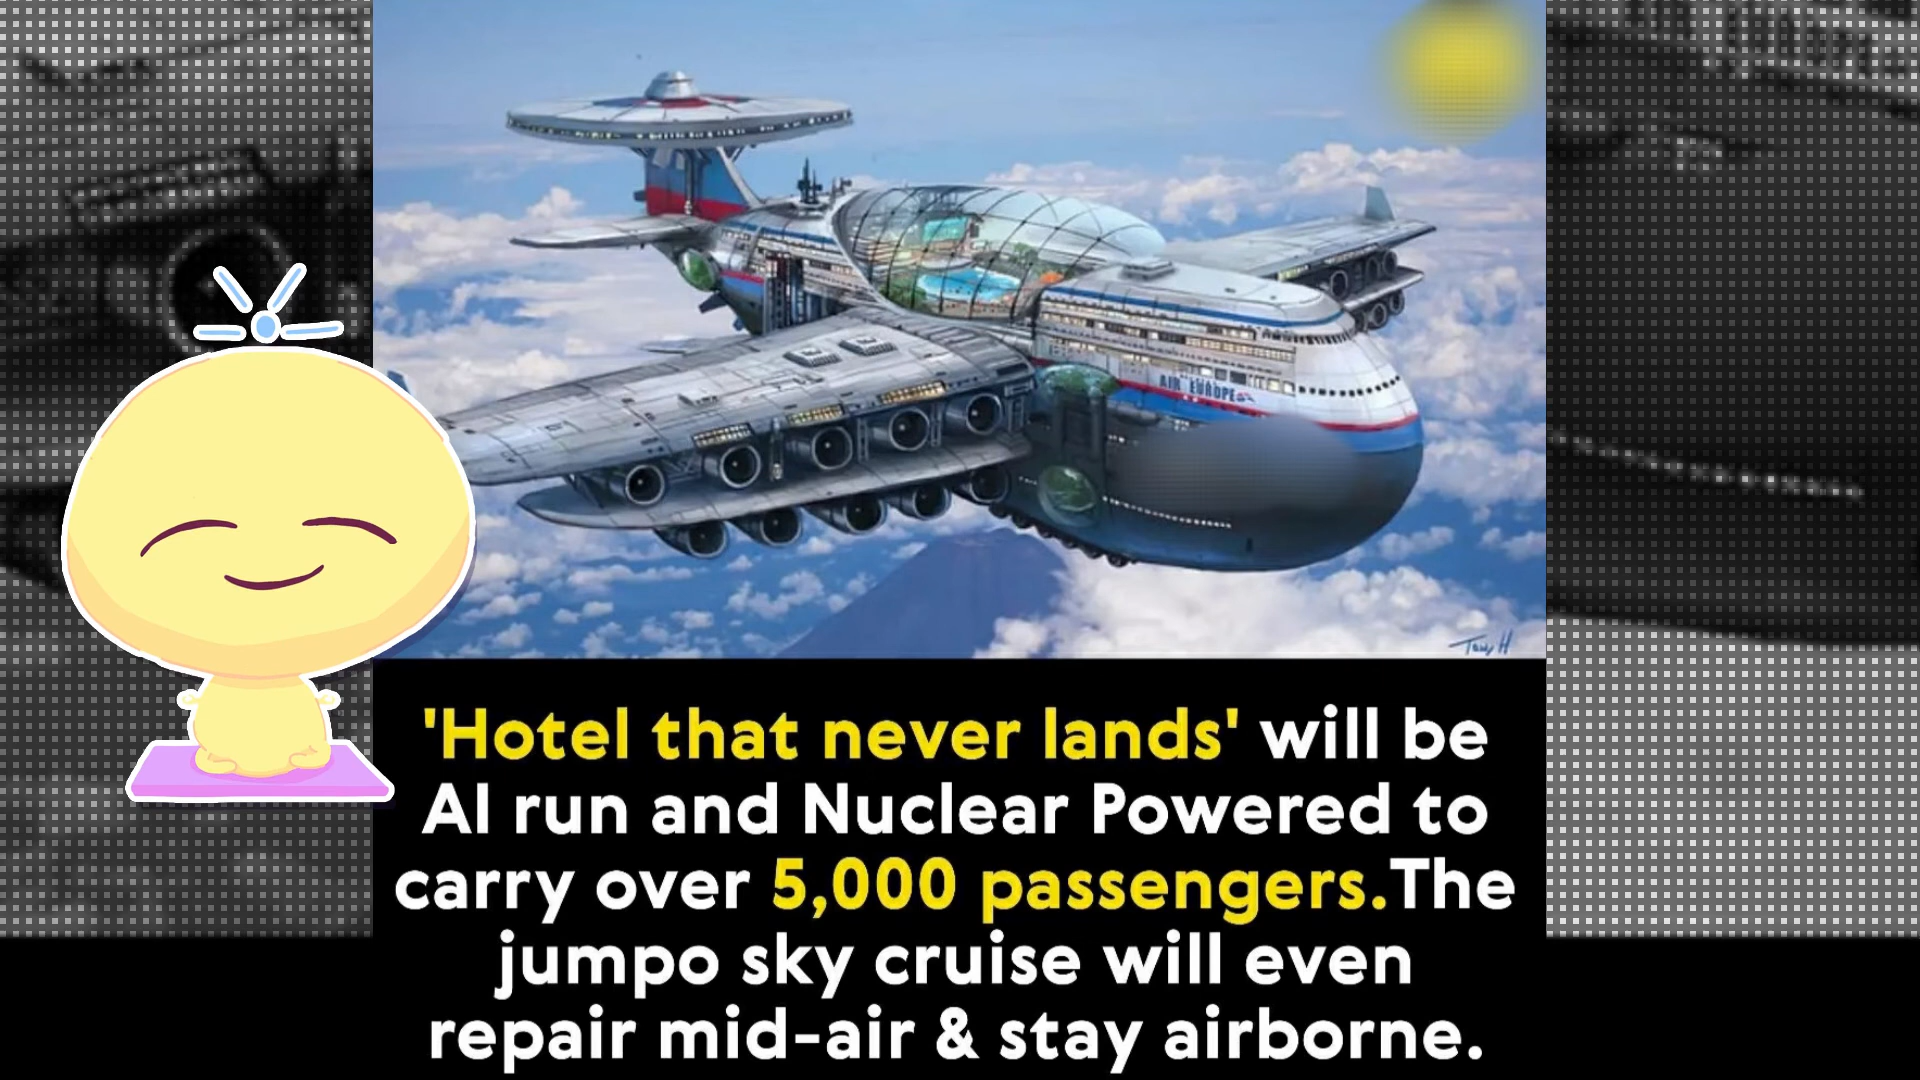 AIR EUROPE
Tony H
'Hotel that never lands' will be
AI run and Nuclear Powered to
carry over 5,000 passengers.The
jumpo sky cruise will even
repair mid-air & stay airborne.